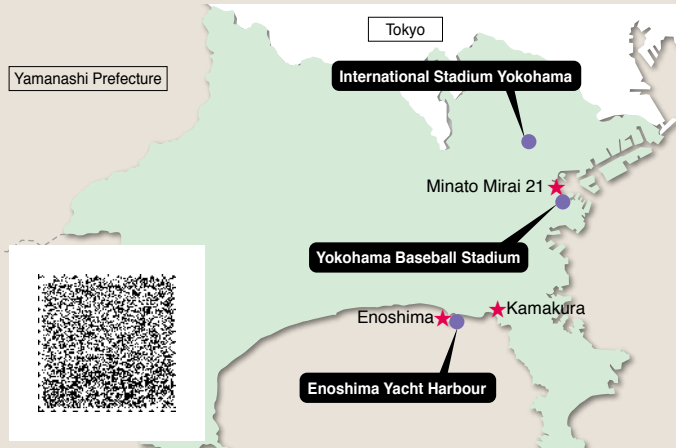 Tokyo
Yamanashi Prefecture
International Stadium Yokohama
Minato Mirai 21
Yokohama Baseball Stadium
Enoshima
Kamakura
Enoshima Yacht Harbour